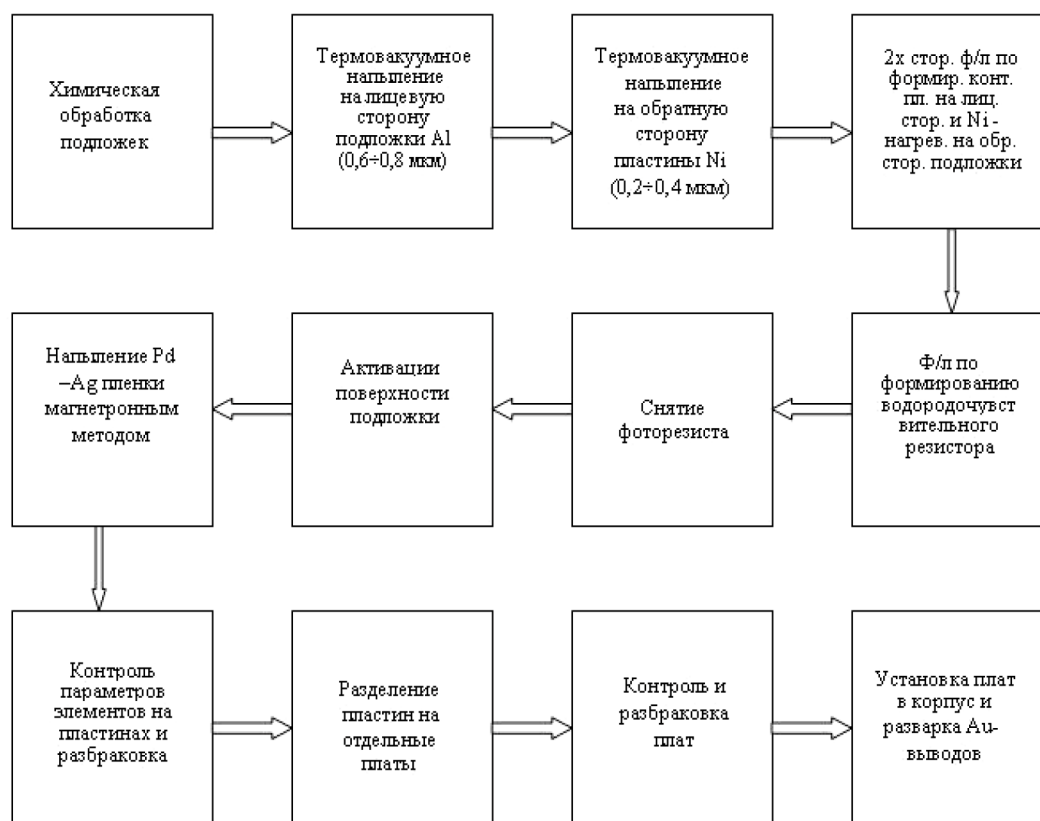 Химическая
обработка
подложек
Термовакуумное
напыление
на лицевую
сторону
подложки Al
(0,6÷0,8 мкм)
Термовакуумное
напыление
на обратную
сторону
пластины Ni
(0,2÷0,4 мкм)
2х стор. ф/л по
формир. конт.
пл. на лиц.
стор. и Ni -
нагрев. на обр.
стор. подложки
Ф/л по
формированию
водородочувст
вительного
резистора
Снятие
фоторезиста
Активации
поверхности
подложки
Напыление Pd
–Ag пленки
магнетронным
методом
Контроль
параметров
элементов на
пластинах и
разбраковка
Разделение
пластин на
отдельные
платы
Контроль и
разбраковка
плат
Установка плат
в корпус и
разварка Au-
выводов